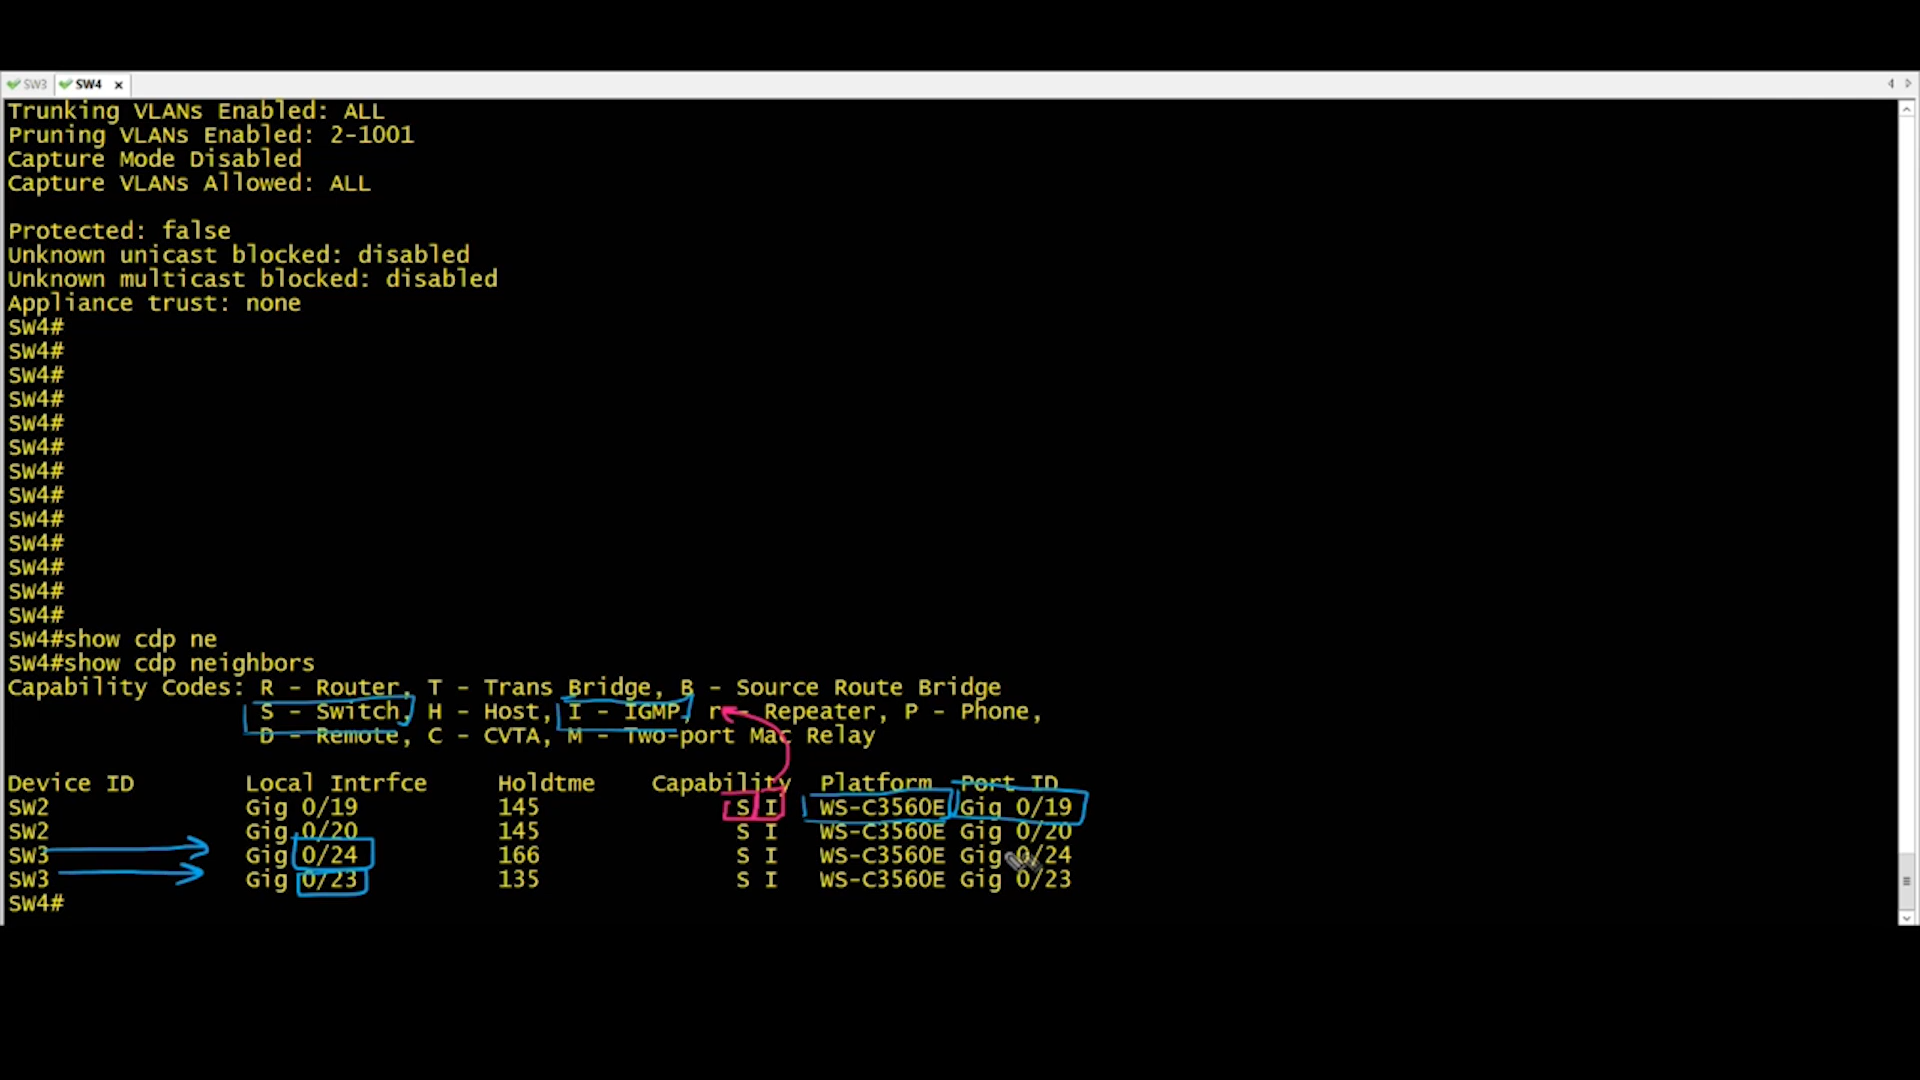 SW3 SW4 x
Trunking VLANs Enabled: ALL
Pruning VLANs Enabled: 2-1001
Capture Mode Disabled
Capture VLANs Allowed: ALL
Protected: false
Unknown unicast blocked: disabled
Unknown multicast blocked: disabled
Appliance trust: none
SW4#
SW4#
SW4#
SW4#
SW4#
SW4#
SW4#
SW4#
SW4#
SW4#
SW4#
SW4#
SW4#
SW4#show cdp ne
SW4#show cdp neighbors
Capability Codes: R - Router, T - Trans Bridge, B - Source Route Bridge
S - Switch, H - Host, I - IGMP, r - Repeater, P - Phone,
D - Remote, C - CVTA, M - Two-port Mac Relay
Device ID Local Intrfce Holdtme Capability Platform Port ID
SW2 Gig 0/19 145 S I WS-C3560E Gig 0/19
SW2 Gig 0/20 145 S I WS-C3560E Gig 0/20
SW3 Gig 0/24 166 S I WS-C3560E Gig 0/24
SW3 Gig 0/23 135 S I WS-C3560E Gig 0/23
SW4#